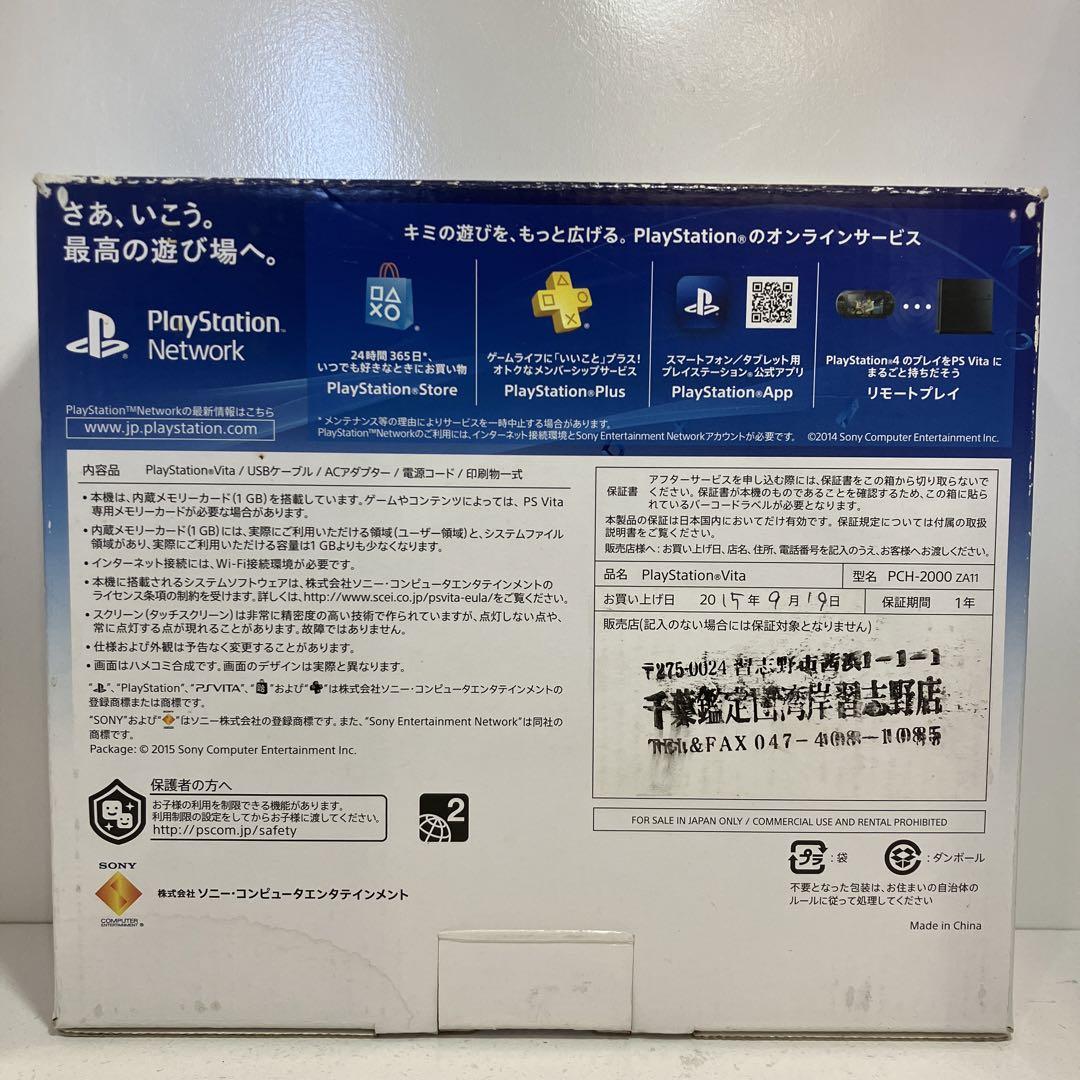 さあ、いこう。
最高の遊び場へ。
PlayStation™
Network
PlayStation™Networkの最新情報はこちら
www.jp.playstation.com
キミの遊びを、もっと広げる。PlayStation®のオンラインサービス
24時間 365日*、
いつでも好きなときにお買い物
PlayStation®Store
ゲームライフに「いいこと」プラス!
オトクなメンバーシップサービス
PlayStation®Plus
スマートフォン/タブレット用
プレイステーション®公式アプリ
PlayStation®App
PlayStation®4 のプレイをPS Vita に
まるごと持ちだそう
リモートプレイ
*メンテナンス等の理由によりサービスを一時中止する場合があります。
PlayStation™Networkのご利用には、インターネット接続環境とSony Entertainment Networkアカウントが必要です。 ©2014 Sony Computer Entertainment Inc.
内容品 PlayStation®Vita / USBケーブル / ACアダプター / 電源コード / 印刷物一式
•本機は、内蔵メモリーカード(1 GB)を搭載しています。ゲームやコンテンツによっては、PS Vita
専用メモリーカードが必要な場合があります。
•内蔵メモリーカード(1 GB)には、実際にご利用いただける領域(ユーザー領域)と、システムファイル
領域があり、実際にご利用いただける容量は1 GBよりも少なくなります。
•インターネット接続には、Wi-Fi接続環境が必要です。
•本機に搭載されるシステムソフトウェアは、株式会社ソニー・コンピュータエンタテインメントの
ライセンス条項の制約を受けます。詳しくは、http://www.scei.co.jp/psvita-eula/をご覧ください。
•スクリーン(タッチスクリーン)は非常に精密度の高い技術で作られていますが、点灯しない点や、
常に点灯する点が現れることがあります。故障ではありません。
•仕様および外観は予告なく変更することがあります。
•画面はハメコミ合成です。画面のデザインは実際と異なります。
“ ”、“PlayStation”、“PSVITA”、“ ”および“ ”は株式会社ソニー・コンピュータエンタテインメントの
登録商標または商標です。
“SONY”および“ ”はソニー株式会社の登録商標です。また、“Sony Entertainment Network”は同社の
商標です。
Package: © 2015 Sony Computer Entertainment Inc.
保護者の方へ
お子様の利用を制限できる機能があります。
利用制限の設定をしてからお子様に渡してください。
http://pscom.jp/safety
2
SONY
COMPUTER
ENTERTAINMENT ®
株式会社 ソニー・コンピュータエンタテインメント
保証書
アフターサービスを申し込む際には、保証書をこの箱から切り取らないで
ください。保証書が本機のものであることを確認するため、この箱に貼ら
れているバーコードラベルが必要となります。
本製品の保証は日本国内においてだけ有効です。保証規定については付属の取扱
説明書をご覧ください。
販売店様へ:お買い上げ日、店名、住所、電話番号を記入のうえ、お客様へお渡しください。
品名 PlayStation®Vita 型名 PCH-2000 ZA11
お買い上げ日 2015年9月19日 保証期間 1年
販売店(記入のない場合には保証対象となりません)
〒275-0024 習志野市茜浜1-1-1
千葉鑑定団湾岸習志野店
TEL&FAX 047-408-1085
FOR SALE IN JAPAN ONLY / COMMERCIAL USE AND RENTAL PROHIBITED
プラ :袋 :ダンボール
不要となった包装は、お住まいの自治体の
ルールに従って処理してください
Made in China